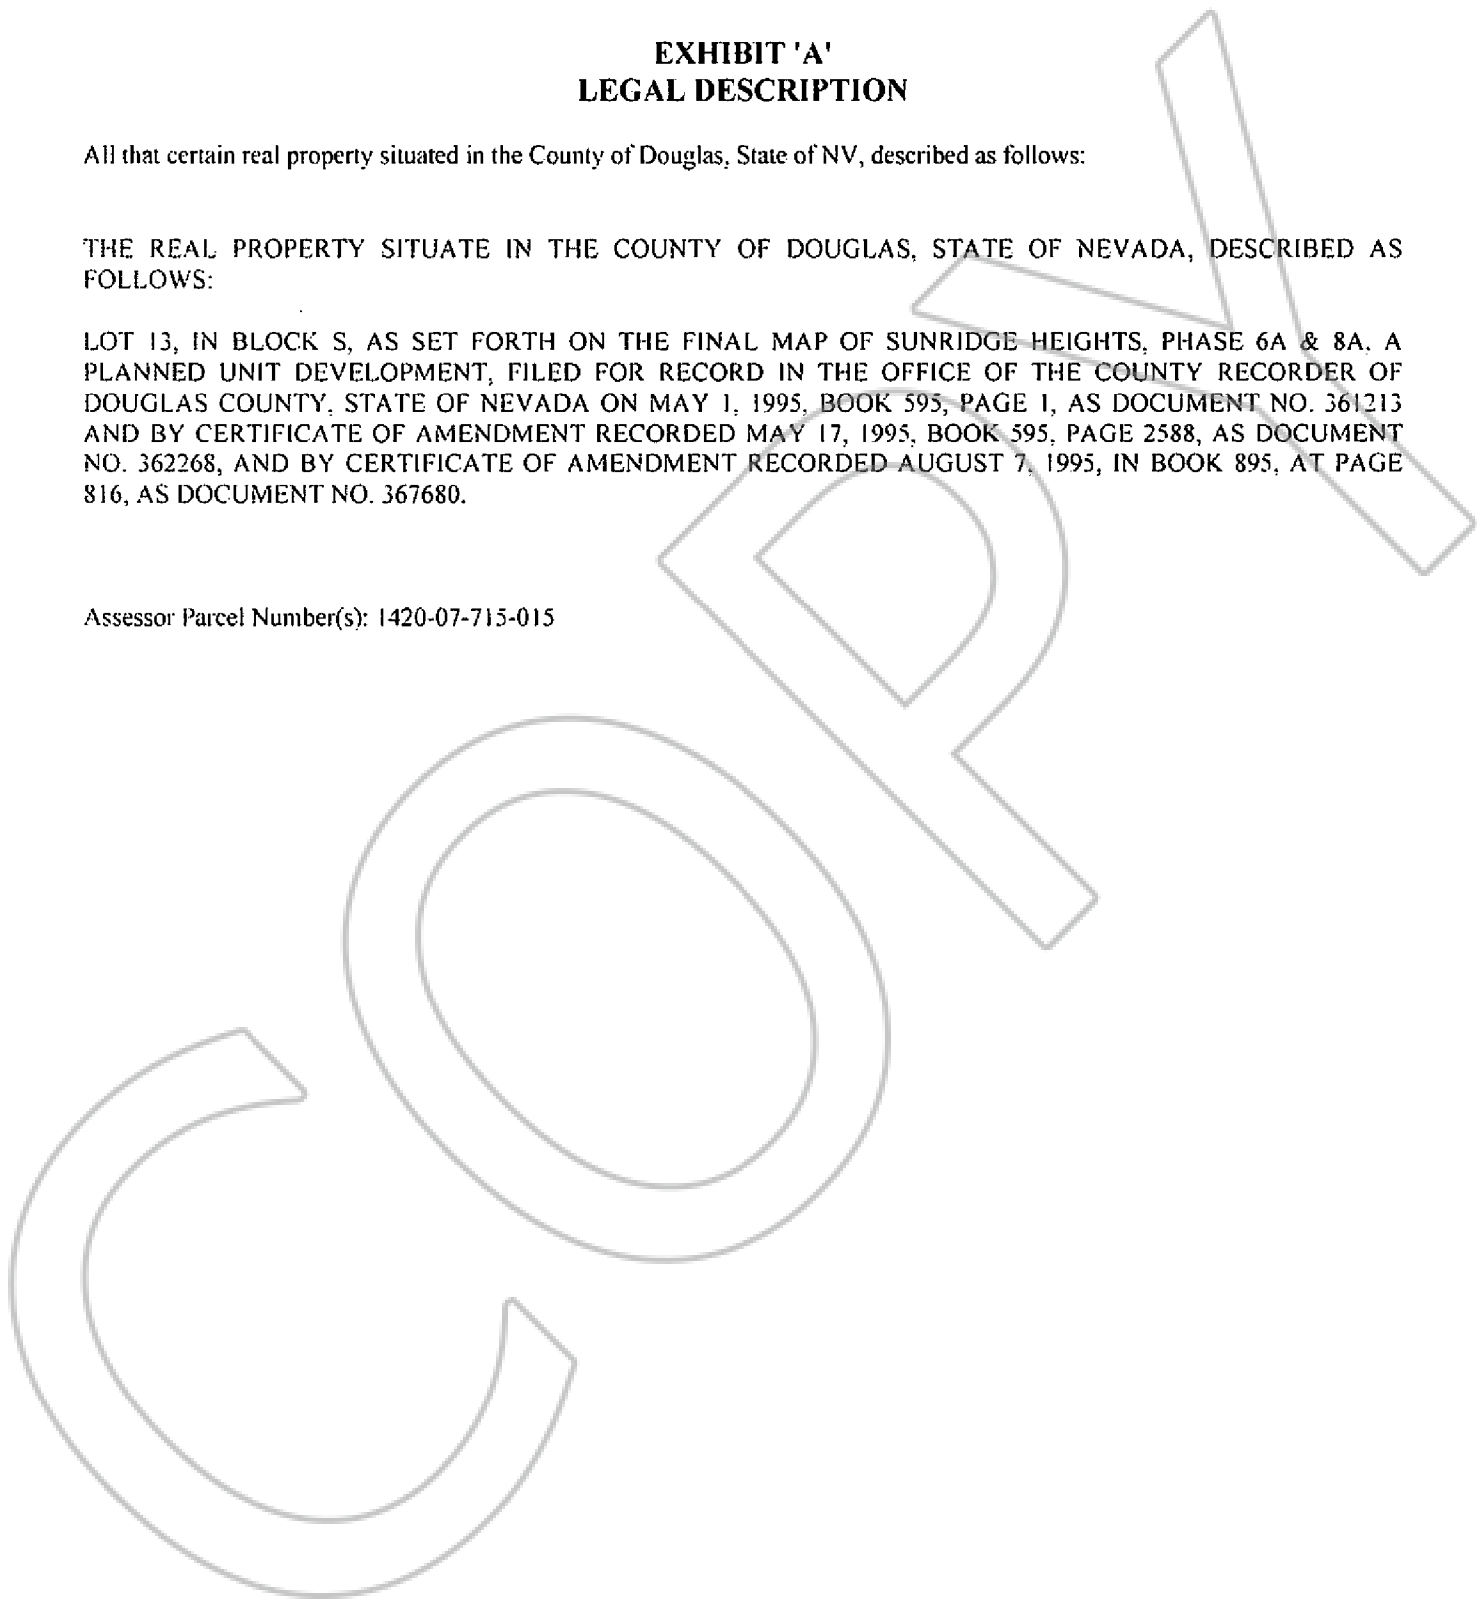 EXHIBIT 'A'
LEGAL DESCRIPTION
All that certain real property situated in the County of Douglas, State of NV, described as follows:
THE REAL PROPERTY SITUATE IN THE COUNTY OF DOUGLAS, STATE OF NEVADA, DESCRIBED AS
FOLLOWS:
LOT 13, IN BLOCK S, AS SET FORTH ON THE FINAL MAP OF SUNRIDGE HEIGHTS, PHASE 6A & 8A, A
PLANNED UNIT DEVELOPMENT, FILED FOR RECORD IN THE OFFICE OF THE COUNTY RECORDER OF
DOUGLAS COUNTY, STATE OF NEVADA ON MAY 1, 1995, BOOK 595, PAGE 1, AS DOCUMENT NO. 361213
AND BY CERTIFICATE OF AMENDMENT RECORDED MAY 17, 1995, BOOK 595, PAGE 2588, AS DOCUMENT
NO. 362268, AND BY CERTIFICATE OF AMENDMENT RECORDED AUGUST 7, 1995, IN BOOK 895, AT PAGE
816, AS DOCUMENT NO. 367680.
Assessor Parcel Number(s): 1420-07-715-015
COPY